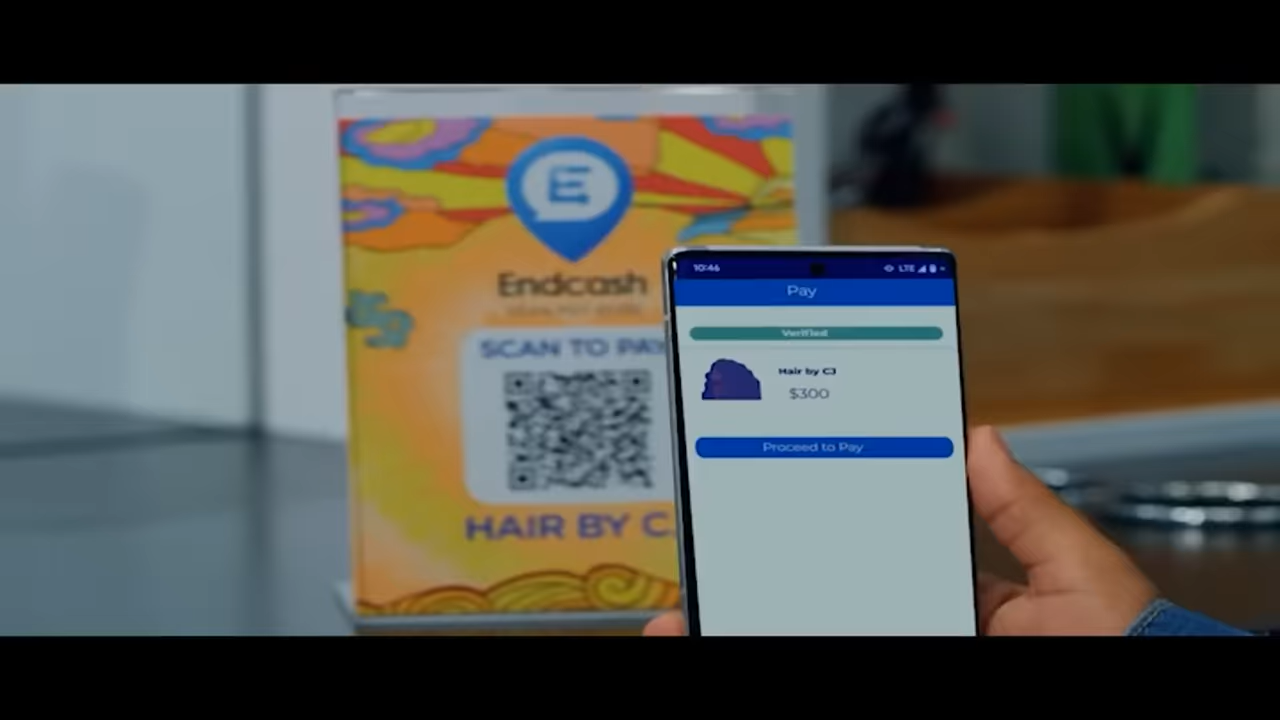 E
Endcash
SCAN TO PAY
HAIR BY C
10:46
LTE
Pay
Verified
Hair by CJ
$300
Proceed to Pay